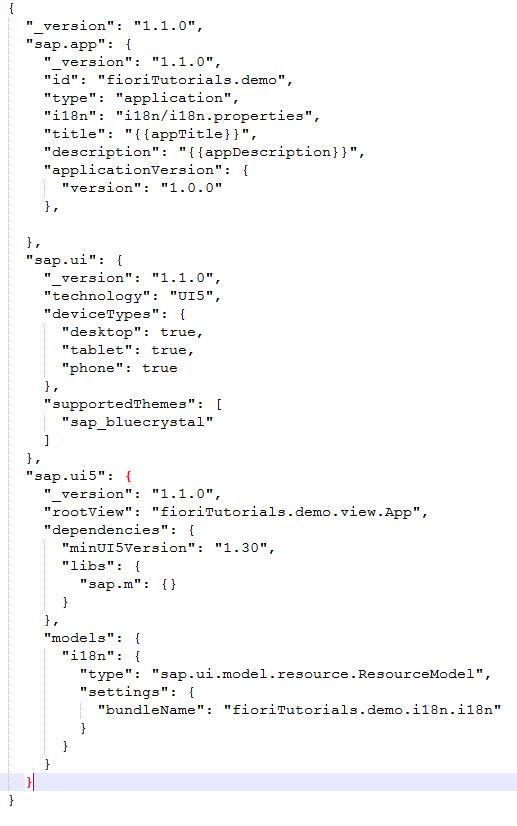 {
"_version": "1.1.0",
"sap.app": {
"_version": "1.1.0",
"id": "fioriTutorials.demo",
"type": "application",
"i18n": "i18n/i18n.properties",
"title": "{{appTitle}}",
"description": "{{appDescription}}",
"applicationVersion": {
"version": "1.0.0"
},
},
"sap.ui": {
"_version": "1.1.0",
"technology": "UI5",
"deviceTypes": {
"desktop": true,
"tablet": true,
"phone": true
},
"supportedThemes": [
"sap_bluecrystal"
]
},
"sap.ui5": {
"_version": "1.1.0",
"rootView": "fioriTutorials.demo.view.App",
"dependencies": {
"minUI5Version": "1.30",
"libs": {
"sap.m": {}
}
},
"models": {
"i18n": {
"type": "sap.ui.model.resource.ResourceModel",
"settings": {
"bundleName": "fioriTutorials.demo.i18n.i18n"
}
}
}
}
}